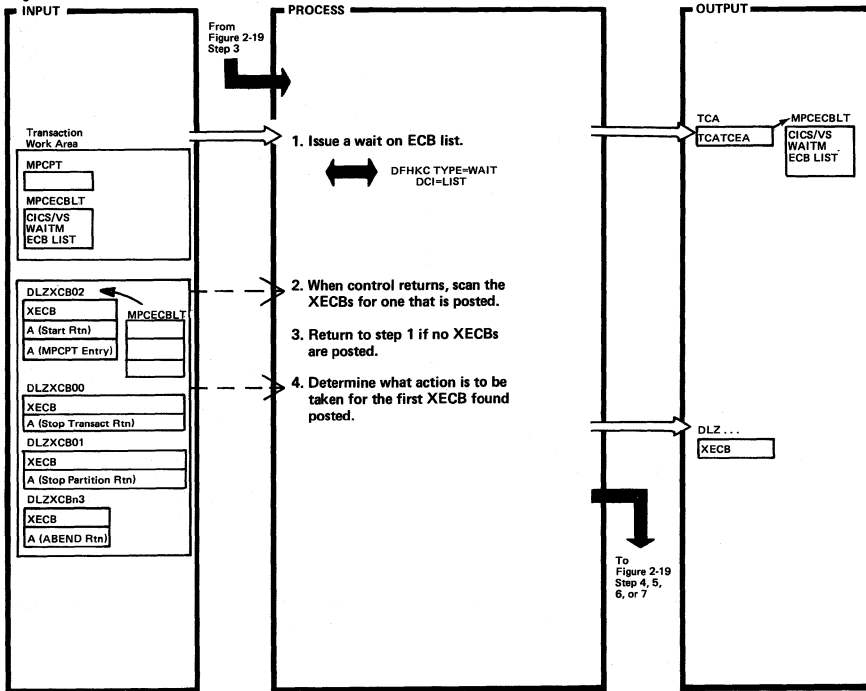 INPUT
From
Figure 2-19
Step 3
PROCESS
OUTPUT
Transaction
Work Area
MPCPT
MPCECBLT
CICS/VS
WAITM
ECB LIST
1. Issue a wait on ECB list.
DFHKC TYPE=WAIT
DCI=LIST
TCA
TCATCEA
MPCECBLT
CICS/VS
WAITM
ECB LIST
DLZXCB02
XECB
A (Start Rtn)
A (MPCPT Entry)
MPCECBLT
2. When control returns, scan the
XECBs for one that is posted.
3. Return to step 1 if no XECBs
are posted.
DLZXCB00
XECB
A (Stop Transact Rtn)
4. Determine what action is to be
taken for the first XECB found
posted.
DLZXCB01
XECB
A (Stop Partition Rtn)
DLZ...
XECB
DLZXCBn3
XECB
A (ABEND Rtn)
To
Figure 2-19
Step 4, 5,
6, or 7